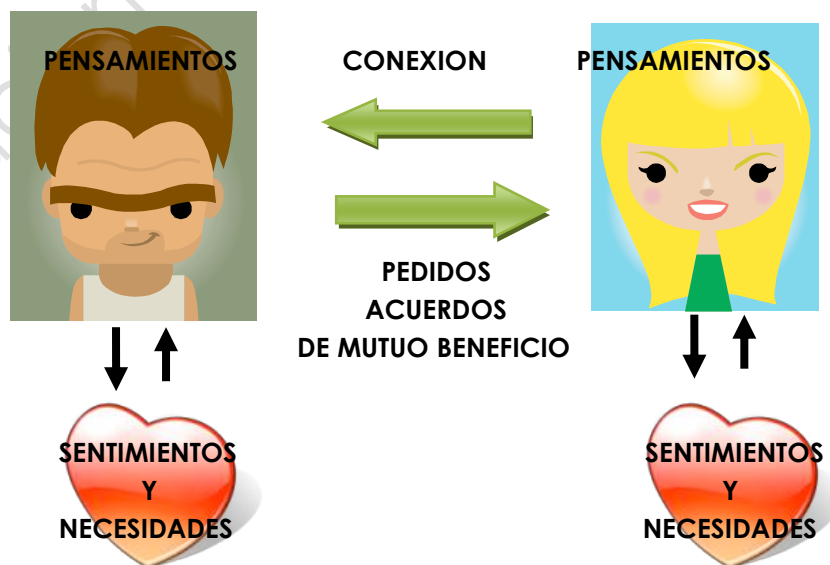 PENSAMIENTOS
CONEXION
PENSAMIENTOS
PEDIDOS
ACUERDOS
DE MUTUO BENEFICIO
SENTIMIENTOS
Y
NECESIDADES
SENTIMIENTOS
Y
NECESIDADES